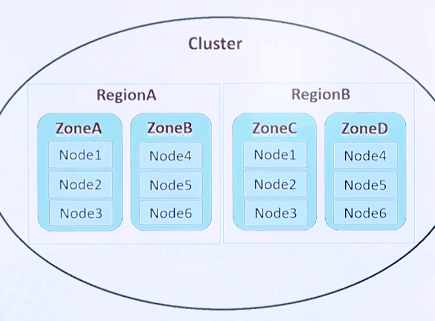 Cluster
RegionA
RegionB
ZoneA
ZoneB
ZoneC
ZoneD
Node1
Node4
Node1
Node4
Node2
Node5
Node2
Node5
Node3
Node6
Node3
Node6